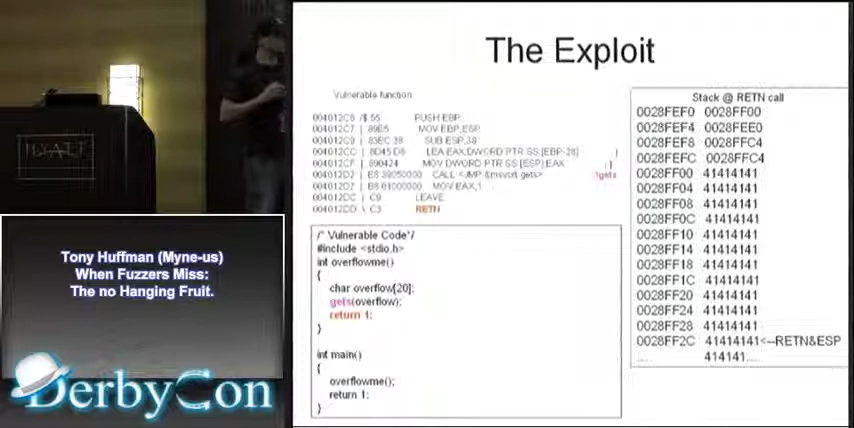 The Exploit
Vulnerable function
004012C6 /$ 55 PUSH EBP
004012C7 | 89E5 MOV EBP,ESP
004012C9 | 83EC 38 SUB ESP,38
004012CC | 8D45 D8 LEA EAX,DWORD PTR SS:[EBP-28]
004012CF | 890424 MOV DWORD PTR SS:[ESP],EAX
004012D2 | E8 39050000 CALL <JMP.&msvcrt.gets>
004012D7 | B8 01000000 MOV EAX,1
004012DC | C9 LEAVE
004012DD \ C3 RETN
Stack @ RETN call
0028FEF0 0028FF00
0028FEF4 0028FEE0
0028FEF8 0028FFC4
0028FEFC 0028FFC4
0028FF00 41414141
0028FF04 41414141
0028FF08 41414141
0028FF0C 41414141
0028FF10 41414141
0028FF14 41414141
0028FF18 41414141
0028FF1C 41414141
0028FF20 41414141
0028FF24 41414141
0028FF28 41414141
0028FF2C 41414141<--RETN&ESP
.... 414141.....
/* Vulnerable Code*/
#include <stdio.h>
int overflowme()
{
char overflow[20];
gets(overflow);
return 1;
}
int main()
{
overflowme();
return 1;
}
HYATT
Tony Huffman (Myne-us)
When Fuzzers Miss:
The no Hanging Fruit.
DerbyCon